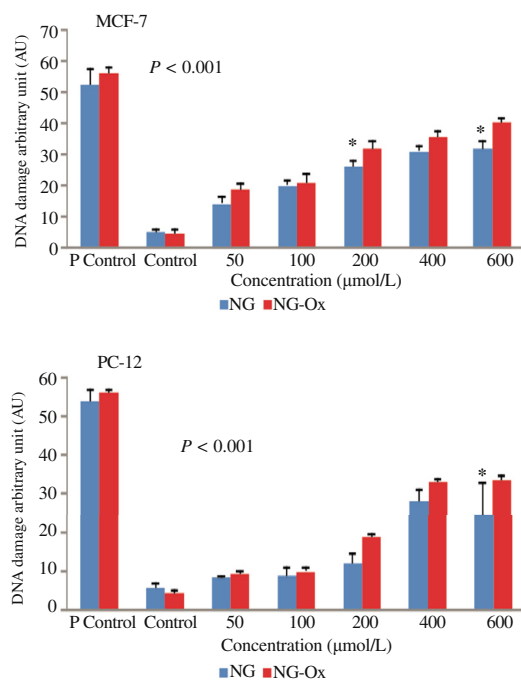 MCF-7
P < 0.001
DNA damage arbitrary unit (AU)
70
60
50
40
30
20
10
0
* *
P Control Control 50 100 200 400 600
Concentration (μmol/L)
NG NG-Ox
PC-12
P < 0.001
DNA damage arbitrary unit (AU)
60
50
40
30
20
10
0
*
P Control Control 50 100 200 400 600
Concentration (μmol/L)
NG NG-Ox